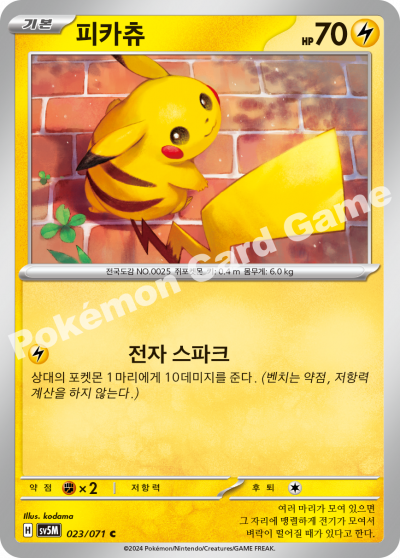 기본 피카츄 HP 70
전국도감 NO.0025 쥐포켓몬 키: 0.4 m 몸무게: 6.0 kg
Pokémon Card Game
전자 스파크
상대의 포켓몬 1마리에게 10데미지를 준다. (벤치는 약점, 저항력
계산을 하지 않는다.)
약점 ×2 저항력 후퇴
Illus. kodama
H sv5M 023/071 C
여러 마리가 모여 있으면
그 자리에 맹렬하게 전기가 모여서
벼락이 떨어질 때가 있다.
©2024 Pokémon/Nintendo/Creatures/GAME FREAK.